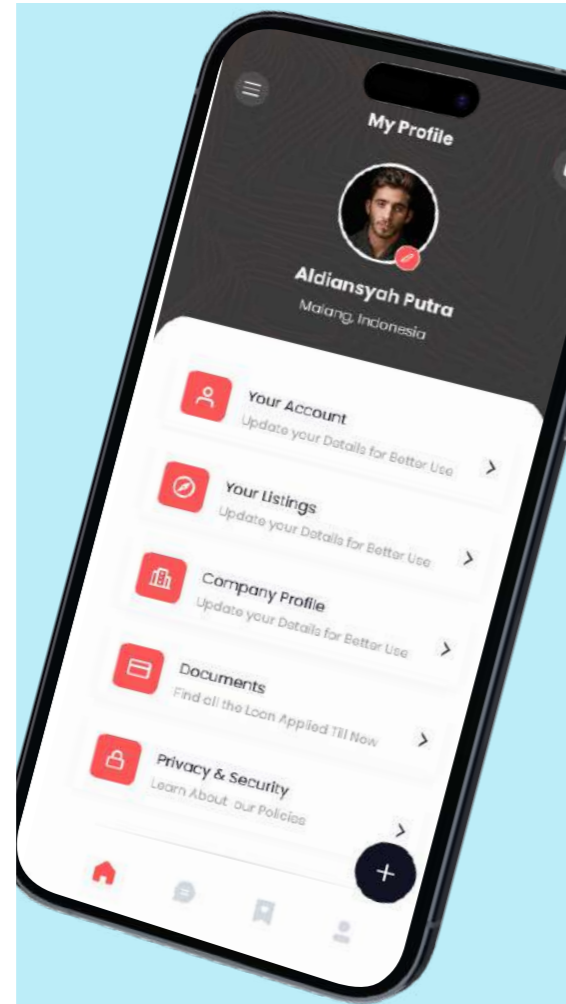 My Profile
Aldiansyah Putra
Malang, Indonesia
Your Account
Update your Details for Better Use
Your Listings
Update your Details for Better Use
Company Profile
Update your Details for Better Use
Documents
Find all the Loan Applied Till Now
Privacy & Security
Learn About our Policies